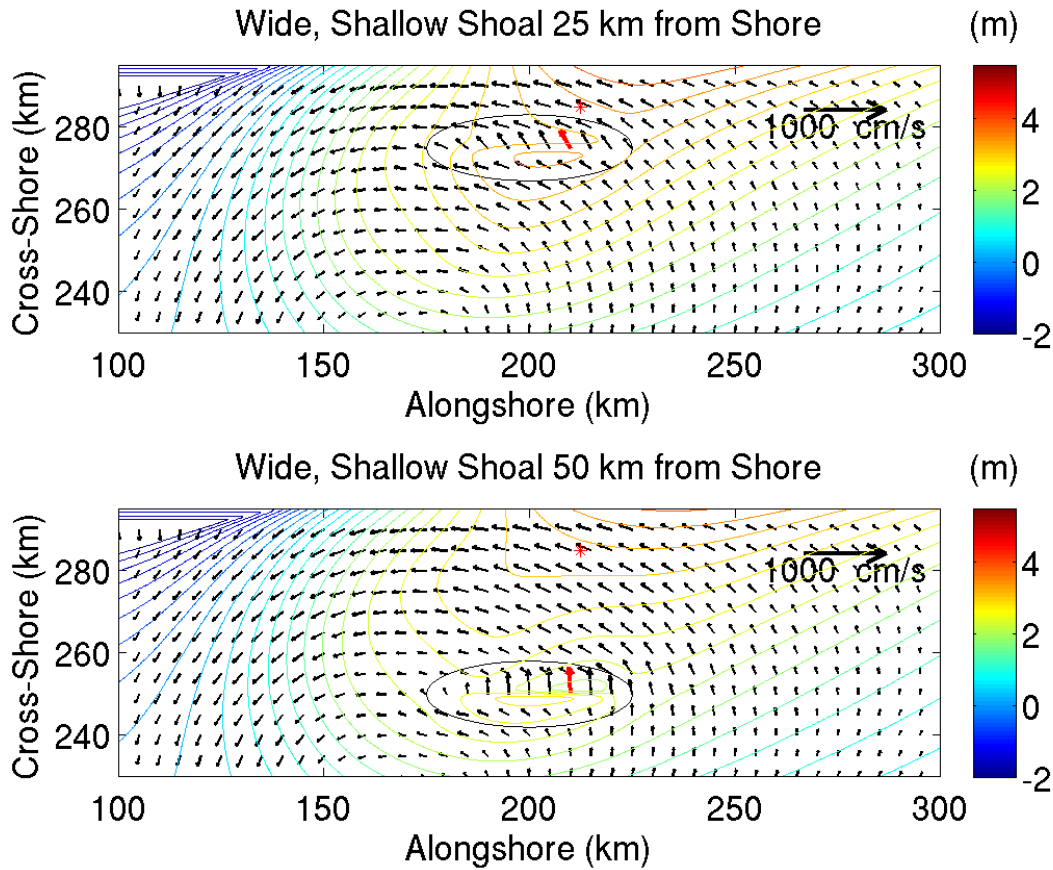 Wide, Shallow Shoal 25 km from Shore
(m)
Cross-Shore (km)
280
260
240
1000 cm/s
4
2
0
-2
100
150
200
250
300
Alongshore (km)
Wide, Shallow Shoal 50 km from Shore
(m)
Cross-Shore (km)
280
260
240
1000 cm/s
4
2
0
-2
100
150
200
250
300
Alongshore (km)